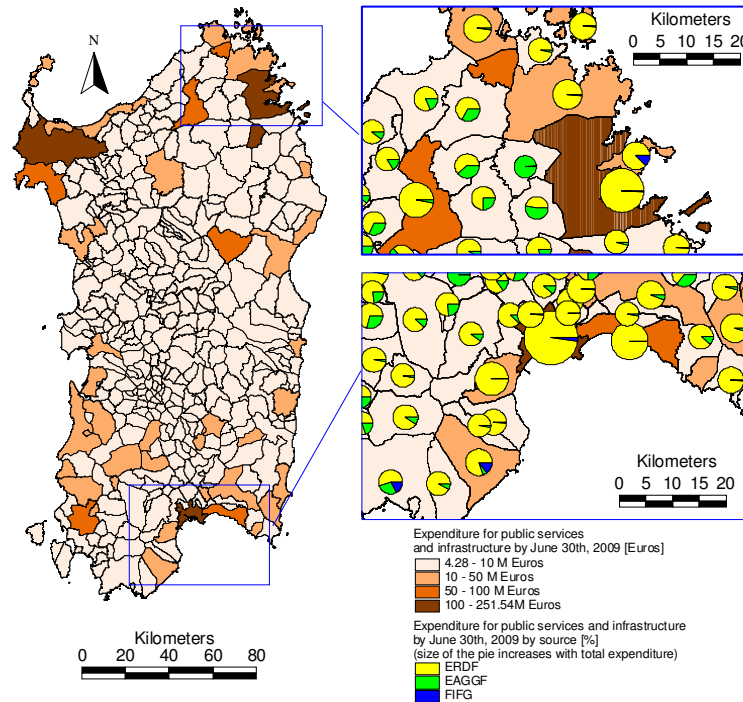 N
Kilometers
0 5 10 15 20
Kilometers
0 5 10 15 20
Expenditure for public services
and infrastructure by June 30th, 2009 [Euros]
4.28 - 10 M Euros
10 - 50 M Euros
50 - 100 M Euros
100 - 251.54M Euros
Kilometers
0 20 40 60 80
Expenditure for public services and infrastructure
by June 30th, 2009 by source [%]
(size of the pie increases with total expenditure)
ERDF
EAGGF
FIFG